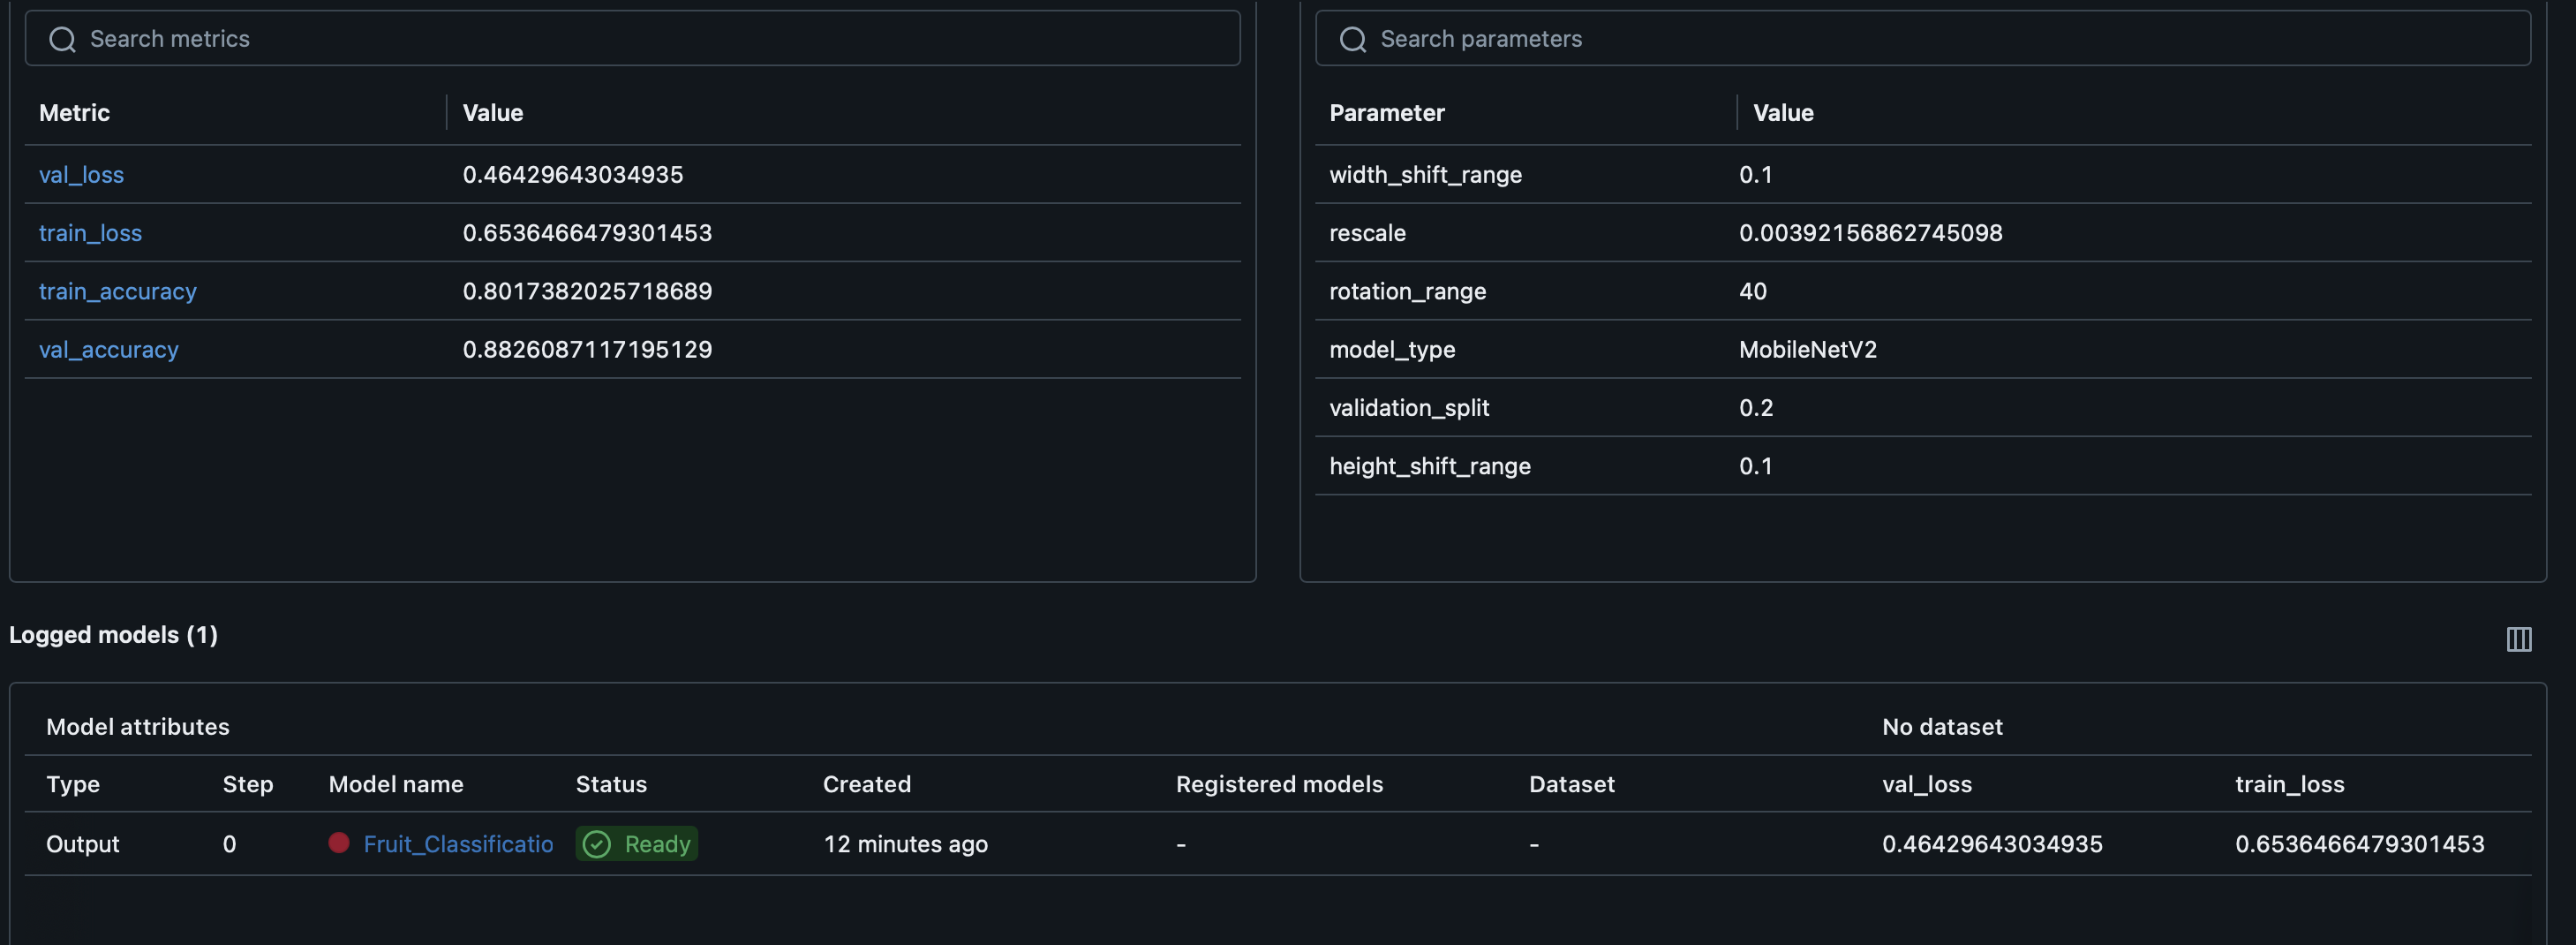 Search metrics
Metric Value
val_loss 0.46429643034935
train_loss 0.6536466479301453
train_accuracy 0.8017382025718689
val_accuracy 0.8826087117195129
Search parameters
Parameter Value
width_shift_range 0.1
rescale 0.00392156862745098
rotation_range 40
model_type MobileNetV2
validation_split 0.2
height_shift_range 0.1
Logged models (1)
Model attributes No dataset
Type Step Model name Status Created Registered models Dataset val_loss train_loss
Output 0 Fruit_Classificatio Ready 12 minutes ago - - 0.46429643034935 0.6536466479301453